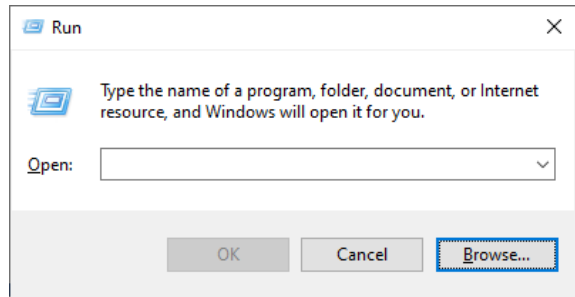 Run
Type the name of a program, folder, document, or Internet
resource, and Windows will open it for you.
Open:
OK Cancel Browse...